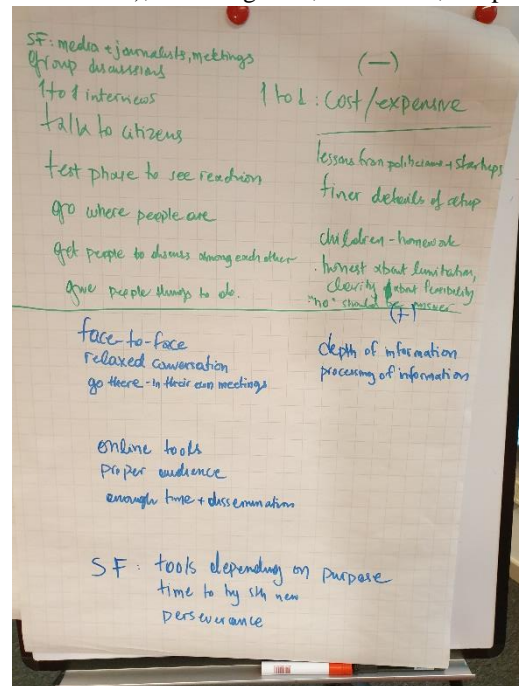 SF: media + journalists, meetings
Group discussions
1 to 1 interviews
talk to citizens
test phase to see reaction
go where people are
get people to discuss among each other
give people things to do.
(-)
1 to 1: cost/expensive
lessons from politicians + startups
finer details of setup
children - homework
. honest about limitation,
clarity about feasibility
"no" should be answer
face-to-face
relaxed conversation
go there - in their own meetings
(+)
depth of information
processing of information
online tools
proper audience
enough time + dissemination
SF: tools depending on purpose
time to try sth new
perseverance